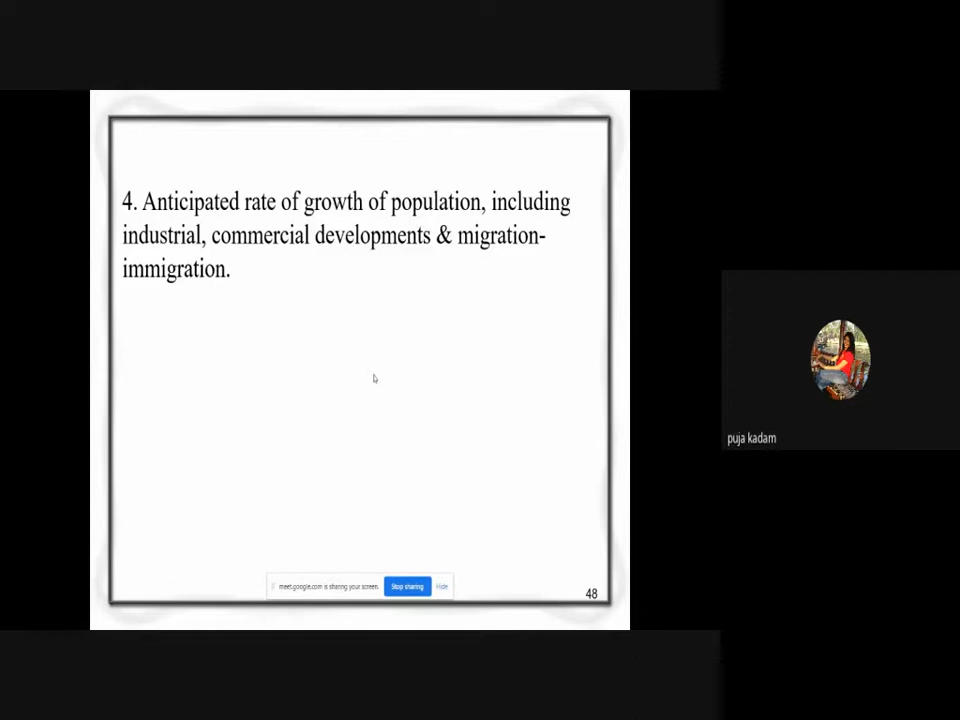 4. Anticipated rate of growth of population, including
industrial, commercial developments & migration-
immigration.
puja kadam
meet.google.com is sharing your screen.
Stop sharing
Hide
48